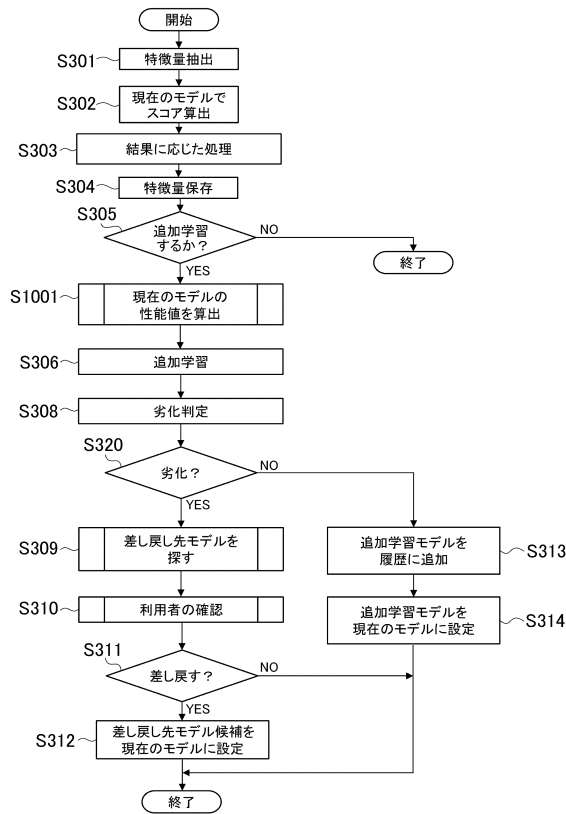 開始
S301
特徴量抽出
S302
現在のモデルで
スコア算出
S303
結果に応じた処理
S304
特徴量保存
S305
追加学習
するか？
NO
終了
YES
S1001
現在のモデルの
性能値を算出
S306
追加学習
S308
劣化判定
S320
劣化？
NO
YES
S309
差し戻し先モデルを
探す
追加学習モデルを
履歴に追加
S313
S310
利用者の確認
追加学習モデルを
現在のモデルに設定
S314
S311
差し戻す？
NO
YES
S312
差し戻し先モデル候補を
現在のモデルに設定
終了